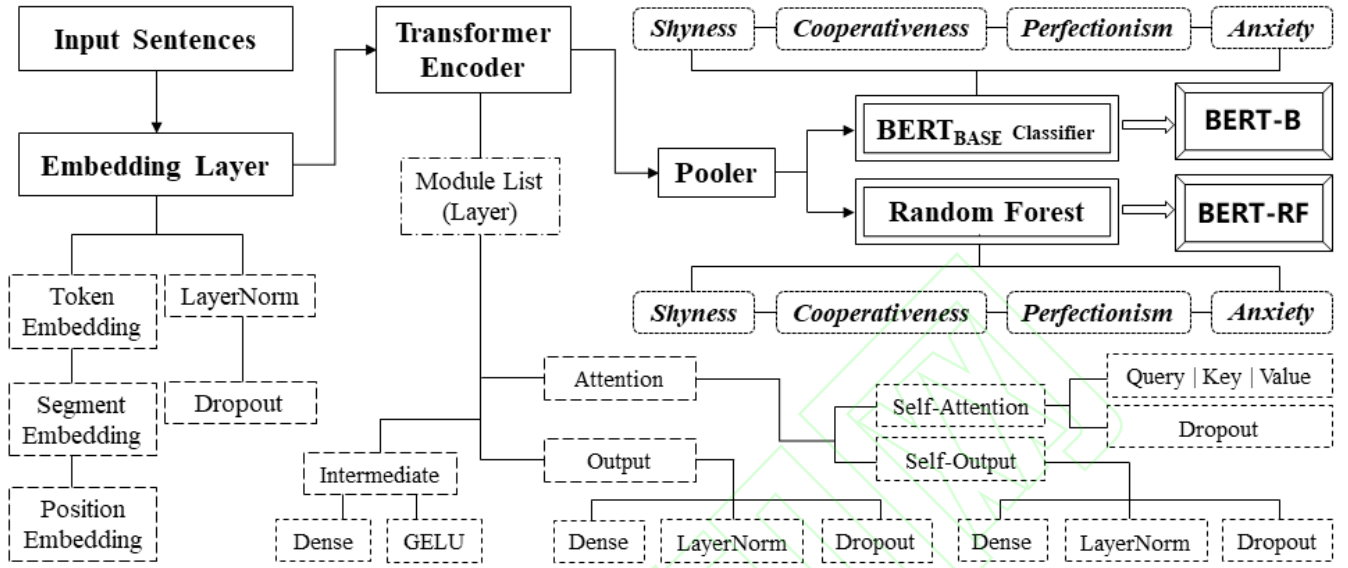 Input Sentences
Transformer
Encoder
Shyness
Cooperativeness
Perfectionism
Anxiety
BERTBASE Classifier
BERT-B
Embedding Layer
Module List
(Layer)
Pooler
Random Forest
BERT-RF
Token
Embedding
LayerNorm
Shyness
Cooperativeness
Perfectionism
Anxiety
Segment
Embedding
Dropout
Attention
Self-Attention
Query | Key | Value
Dropout
Intermediate
Output
Self-Output
Position
Embedding
Dense
GELU
Dense
LayerNorm
Dropout
Dense
LayerNorm
Dropout